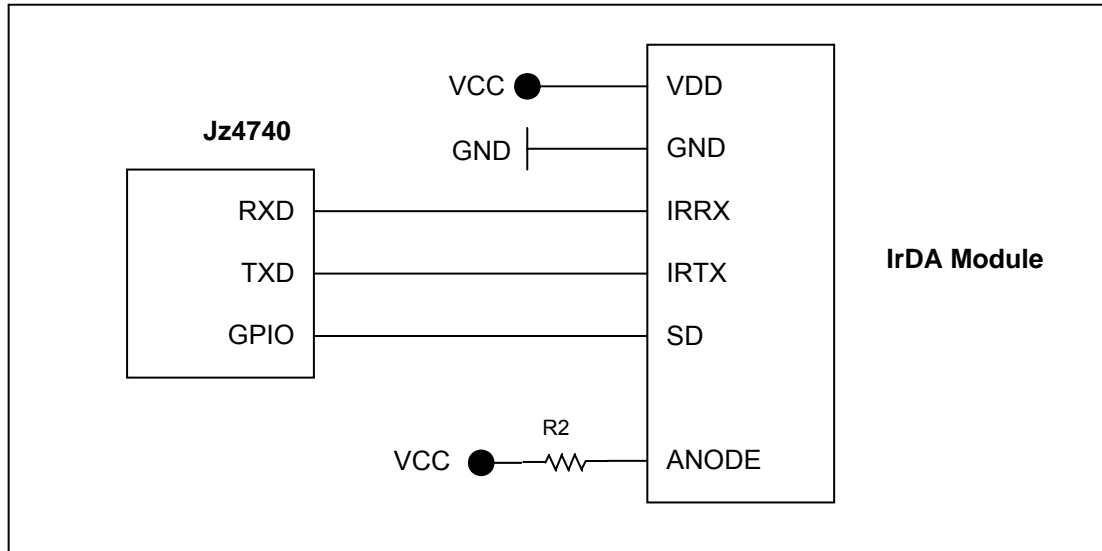 VCC
VDD
Jz4740
GND
GND
RXD
IRRX
TXD
IRTX
IrDA Module
GPIO
SD
R2
VCC
ANODE